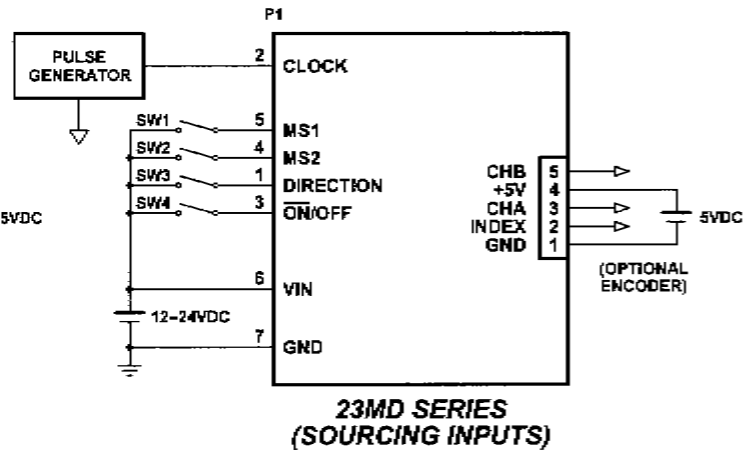 P1
PULSE
GENERATOR
2 CLOCK
SW1 5 MS1
SW2 4 MS2
SW3 1 DIRECTION
SW4 3 ON/OFF
5VDC
6 VIN
12-24VDC
7 GND
CHB 5
+5V 4
CHA 3
INDEX 2
GND 1
5VDC
(OPTIONAL
ENCODER)
23MD SERIES
(SOURCING INPUTS)